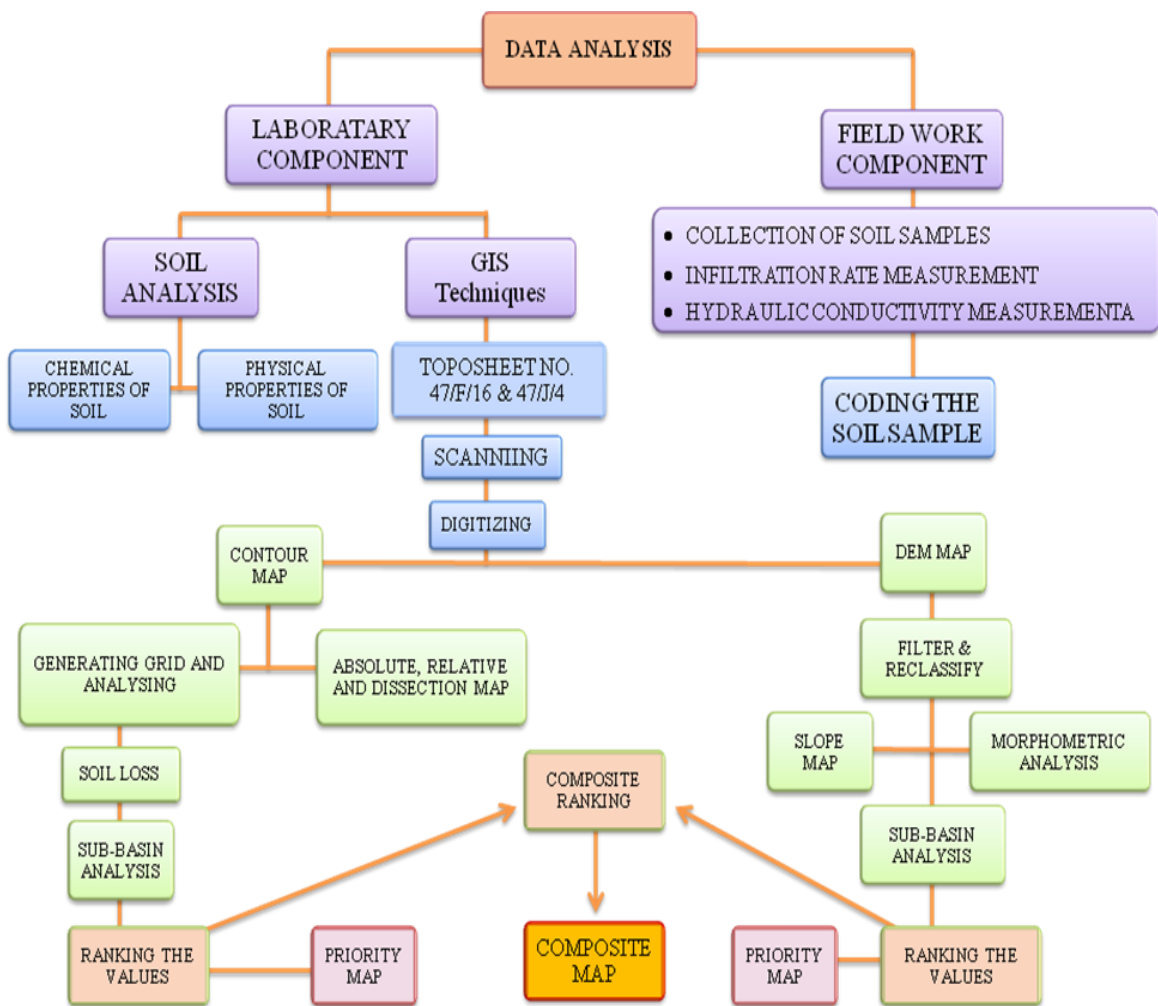 DATA ANALYSIS
LABORATARY
COMPONENT
FIELD WORK
COMPONENT
SOIL
ANALYSIS
GIS
Techniques
• COLLECTION OF SOIL SAMPLES
• INFILTRATION RATE MEASUREMENT
• HYDRAULIC CONDUCTIVITY MEASUREMENTA
CHEMICAL
PROPERTIES OF
SOIL
PHYSICAL
PROPERTIES OF
SOIL
TOPOSHEET NO.
47/F/16 & 47/J/4
CODING THE
SOIL SAMPLE
SCANNIING
DIGITIZING
CONTOUR
MAP
DEM MAP
GENERATING GRID AND
ANALYSING
ABSOLUTE, RELATIVE
AND DISSECTION MAP
FILTER &
RECLASSIFY
SLOPE
MAP
MORPHOMETRIC
ANALYSIS
SOIL LOSS
COMPOSITE
RANKING
SUB-BASIN
ANALYSIS
SUB-BASIN
ANALYSIS
RANKING THE
VALUES
PRIORITY
MAP
COMPOSITE
MAP
PRIORITY
MAP
RANKING THE
VALUES